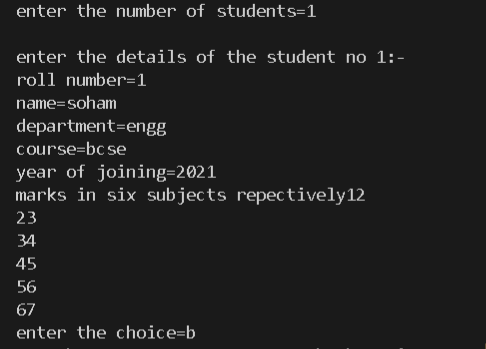 enter the number of students=1
enter the details of the student no 1:-
roll number=1
name=soham
department=engg
course=bcse
year of joining=2021
marks in six subjects repectively12
23
34
45
56
67
enter the choice=b